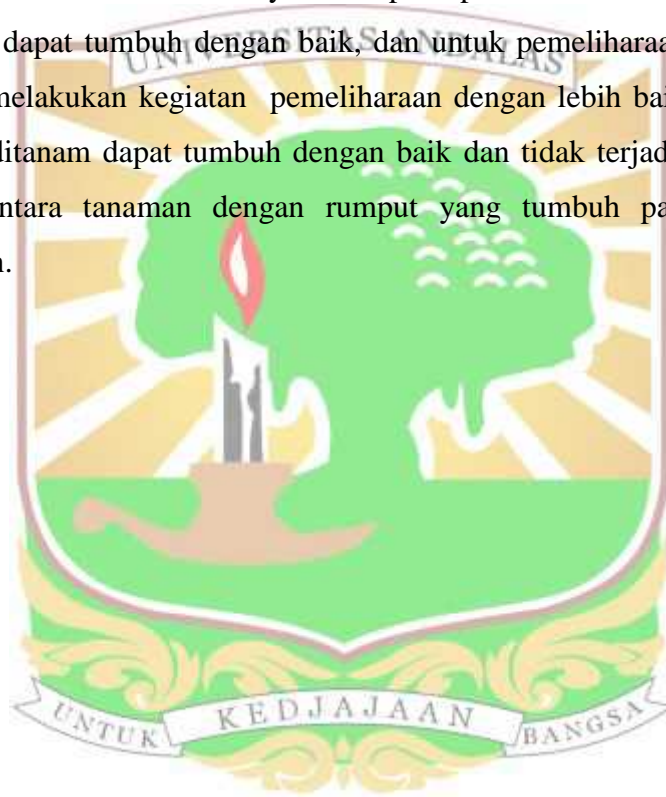 dapat tumbuh dengan baik, dan untuk pemeliharaa
UNIVERSITAS ANDALAS
melakukan kegiatan pemeliharaan dengan lebih bai
ditanam dapat tumbuh dengan baik dan tidak terjad
ntara tanaman dengan rumput yang tumbuh pa
n.
UNTUK KEDJAJAAN BANGSA